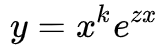 y = x^k e^{zx}